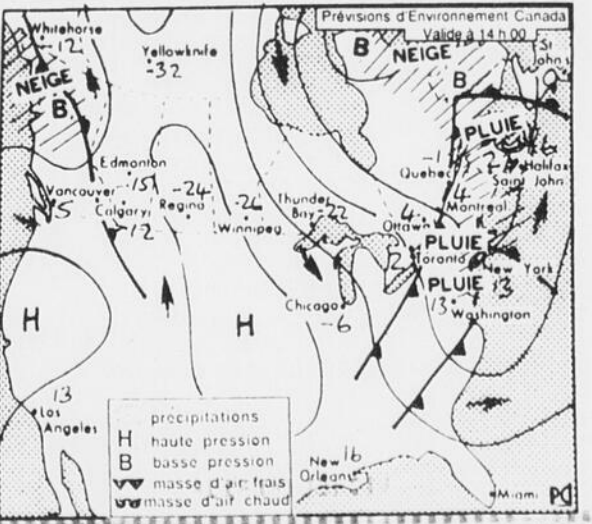 Prévisions d'Environnement Canada
Valide à 14 h 00
Whitehorse
-12
Yellowknife
-32
NEIGE
B
B
NEIGE
B
St
John's
PLUIE
-1
Quebec
Halifax
Saint John
Edmonton
-15
Vancouver
5
Calgary
-12
-24
Regina
-26
Winnipeg
Thunder
Bay -22
4
Ottawa
4
Montreal
PLUIE
2
Toronto
New York
13
PLUIE
13
Washington
Chicago
-6
H
H
13
Los
Angeles
New 16
Orleans
Miami
précipitations
H haute pression
B basse pression
masse d'air frais
masse d'air chaud